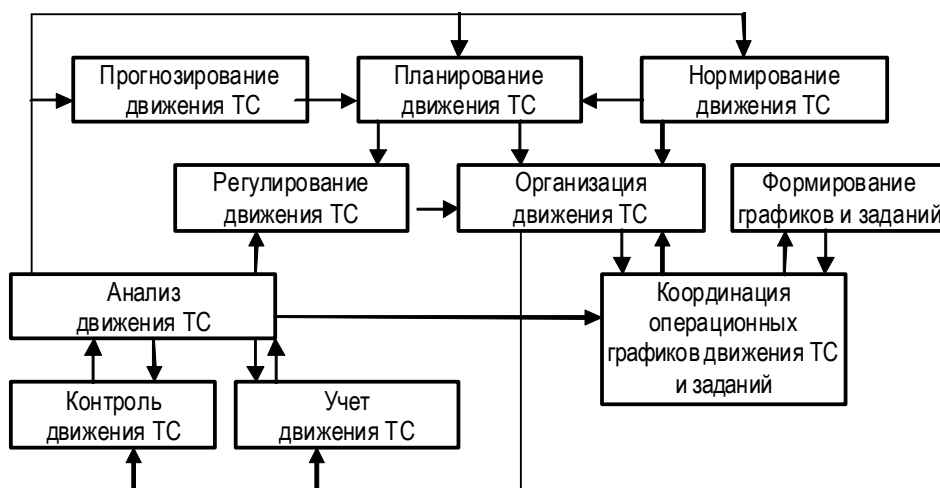 Прогнозирование
движения ТС
Планирование
движения ТС
Нормирование
движения ТС
Регулирование
движения ТС
Организация
движения ТС
Формирование
графиков и заданий
Анализ
движения ТС
Координация
операционных
графиков движения ТС
и заданий
Контроль
движения ТС
Учет
движения ТС